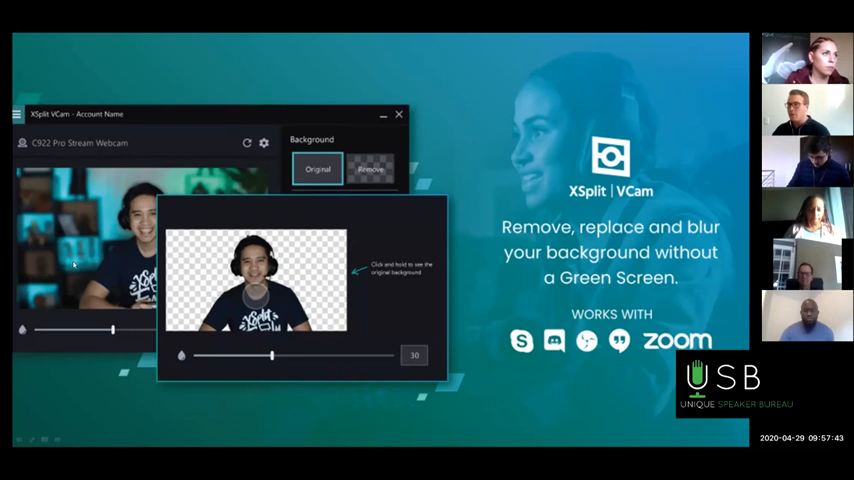 XSplit VCam - Account Name
C922 Pro Stream Webcam
Background
Original
Remove
Click and hold to see the
original background
30
XSplit | VCam
Remove, replace and blur
your background without
a Green Screen.
WORKS WITH
zoom
USB
UNIQUE SPEAKER BUREAU
2020-04-29 09:57:43